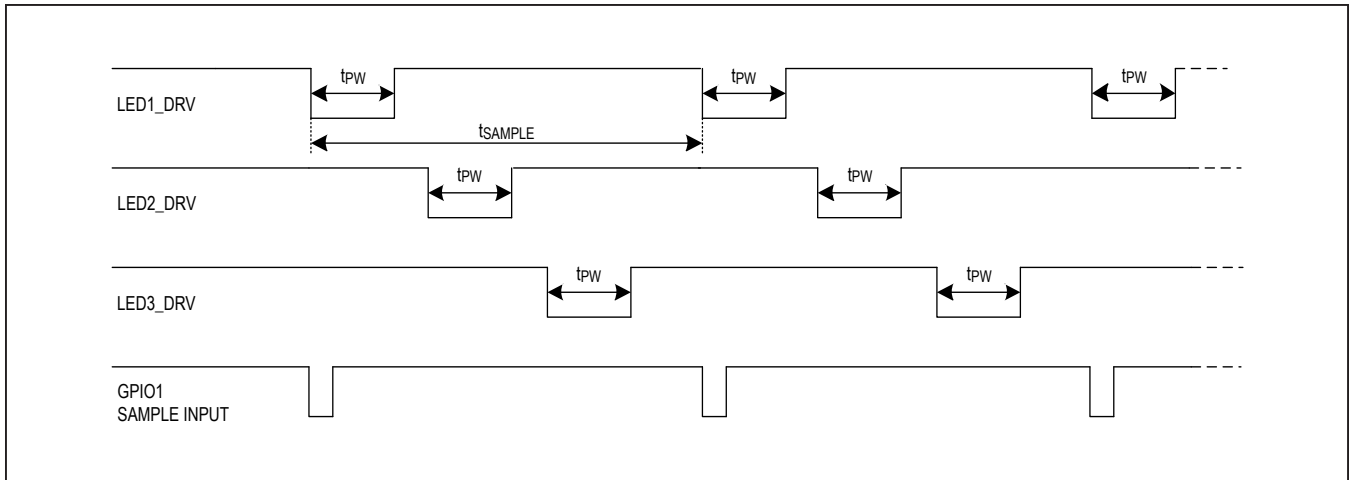 tPW tPW tPW
LED1_DRV
tSAMPLE
tPW tPW
LED2_DRV
tPW tPW
LED3_DRV
GPIO1
SAMPLE INPUT